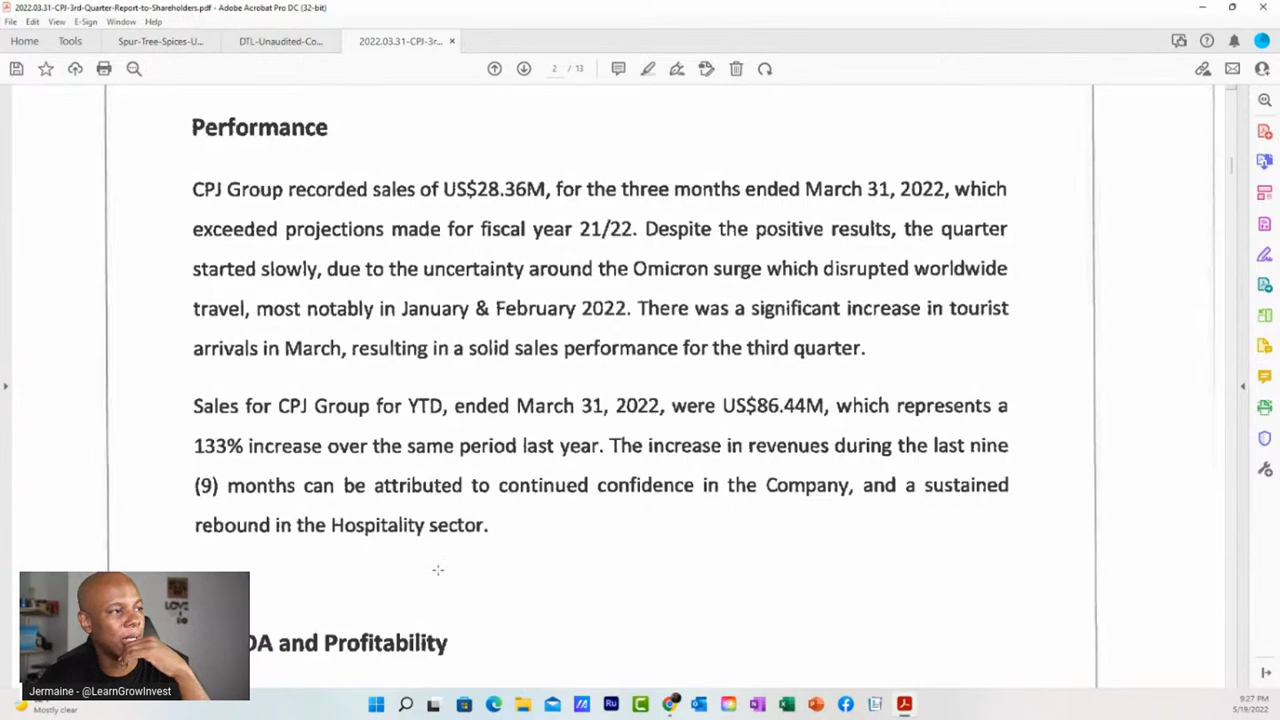 2022.03.31-CPJ-3rd-Quarter-Report-to-Shareholders.pdf - Adobe Acrobat Pro DC (32-bit)
File Edit View E-Sign Window Help
Home Tools Spur-Tree-Spices-U... DTL-Unaudited-Co... 2022.03.31-CPJ-3r... ×
2 / 13
Performance
CPJ Group recorded sales of US$28.36M, for the three months ended March 31, 2022, which
exceeded projections made for fiscal year 21/22. Despite the positive results, the quarter
started slowly, due to the uncertainty around the Omicron surge which disrupted worldwide
travel, most notably in January & February 2022. There was a significant increase in tourist
arrivals in March, resulting in a solid sales performance for the third quarter.
Sales for CPJ Group for YTD, ended March 31, 2022, were US$86.44M, which represents a
133% increase over the same period last year. The increase in revenues during the last nine
(9) months can be attributed to continued confidence in the Company, and a sustained
rebound in the Hospitality sector.
DA and Profitability
LOVE
Jermaine - @LearnGrowInvest
Mostly clear
Ru
9:27 PM
5/19/2022